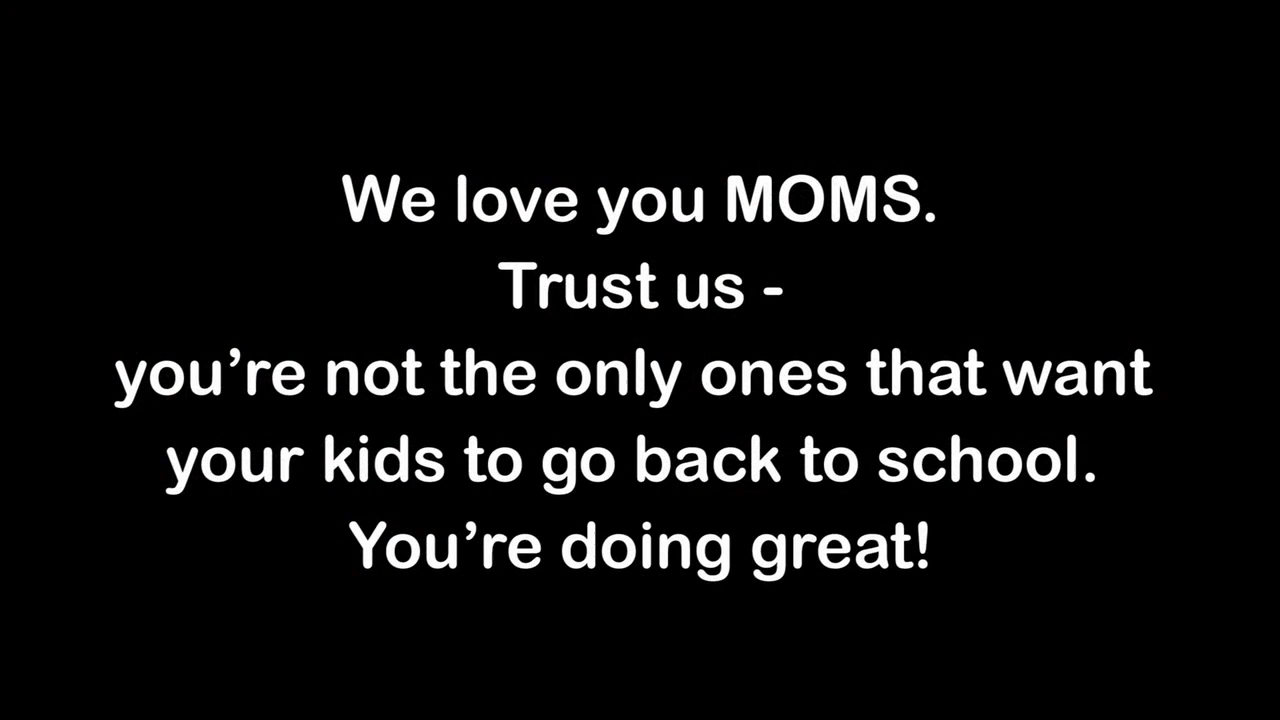 We love you MOMS.
Trust us -
you’re not the only ones that want
your kids to go back to school.
You’re doing great!